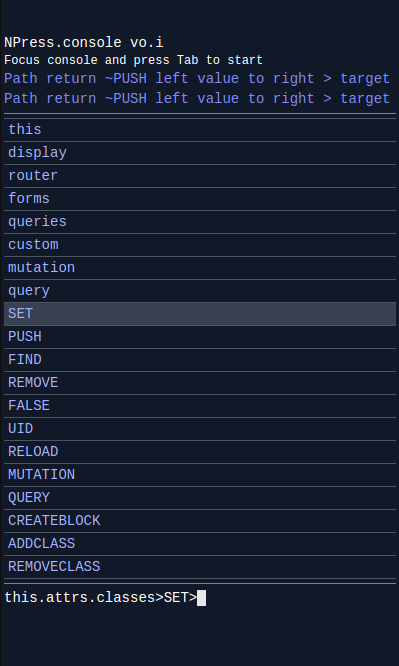 NPress.console vo.i
Focus console and press Tab to start
Path return ~PUSH left value to right > target
Path return ~PUSH left value to right > target
this
display
router
forms
queries
custom
mutation
query
SET
PUSH
FIND
REMOVE
FALSE
UID
RELOAD
MUTATION
QUERY
CREATEBLOCK
ADDCLASS
REMOVECLASS
this.attrs.classes>SET>